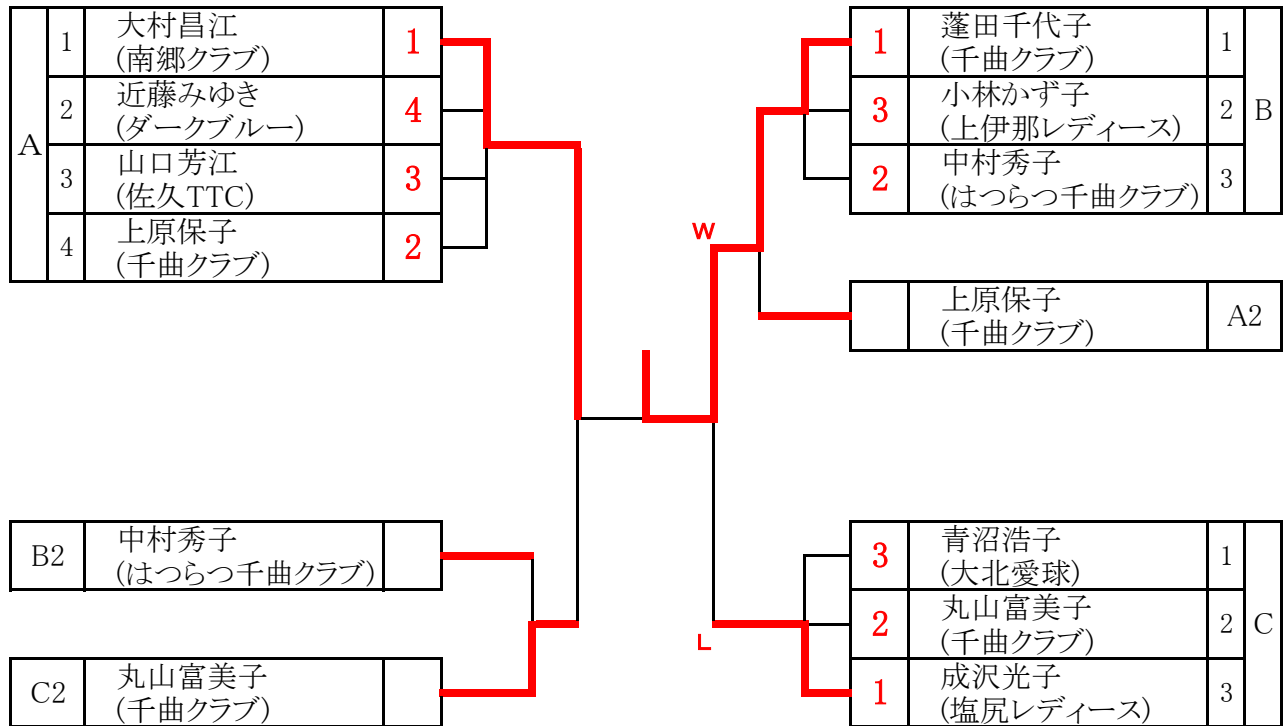 A
1 大村昌江 1
(南郷クラブ)
2 近藤みゆき 4
(ダークブルー)
3 山口芳江 3
(佐久TTC)
4 上原保子 2
(千曲クラブ)
B2 中村秀子
(はつらつ千曲クラブ)
C2 丸山富美子
(千曲クラブ)
W
L
1 蓬田千代子 1
(千曲クラブ)
3 小林かず子 2
(上伊那レディース)
2 中村秀子 3
(はつらつ千曲クラブ)
B
上原保子 A2
(千曲クラブ)
3 青沼浩子 1
(大北愛球)
2 丸山富美子 2
(千曲クラブ)
1 成沢光子 3
(塩尻レディース)
C